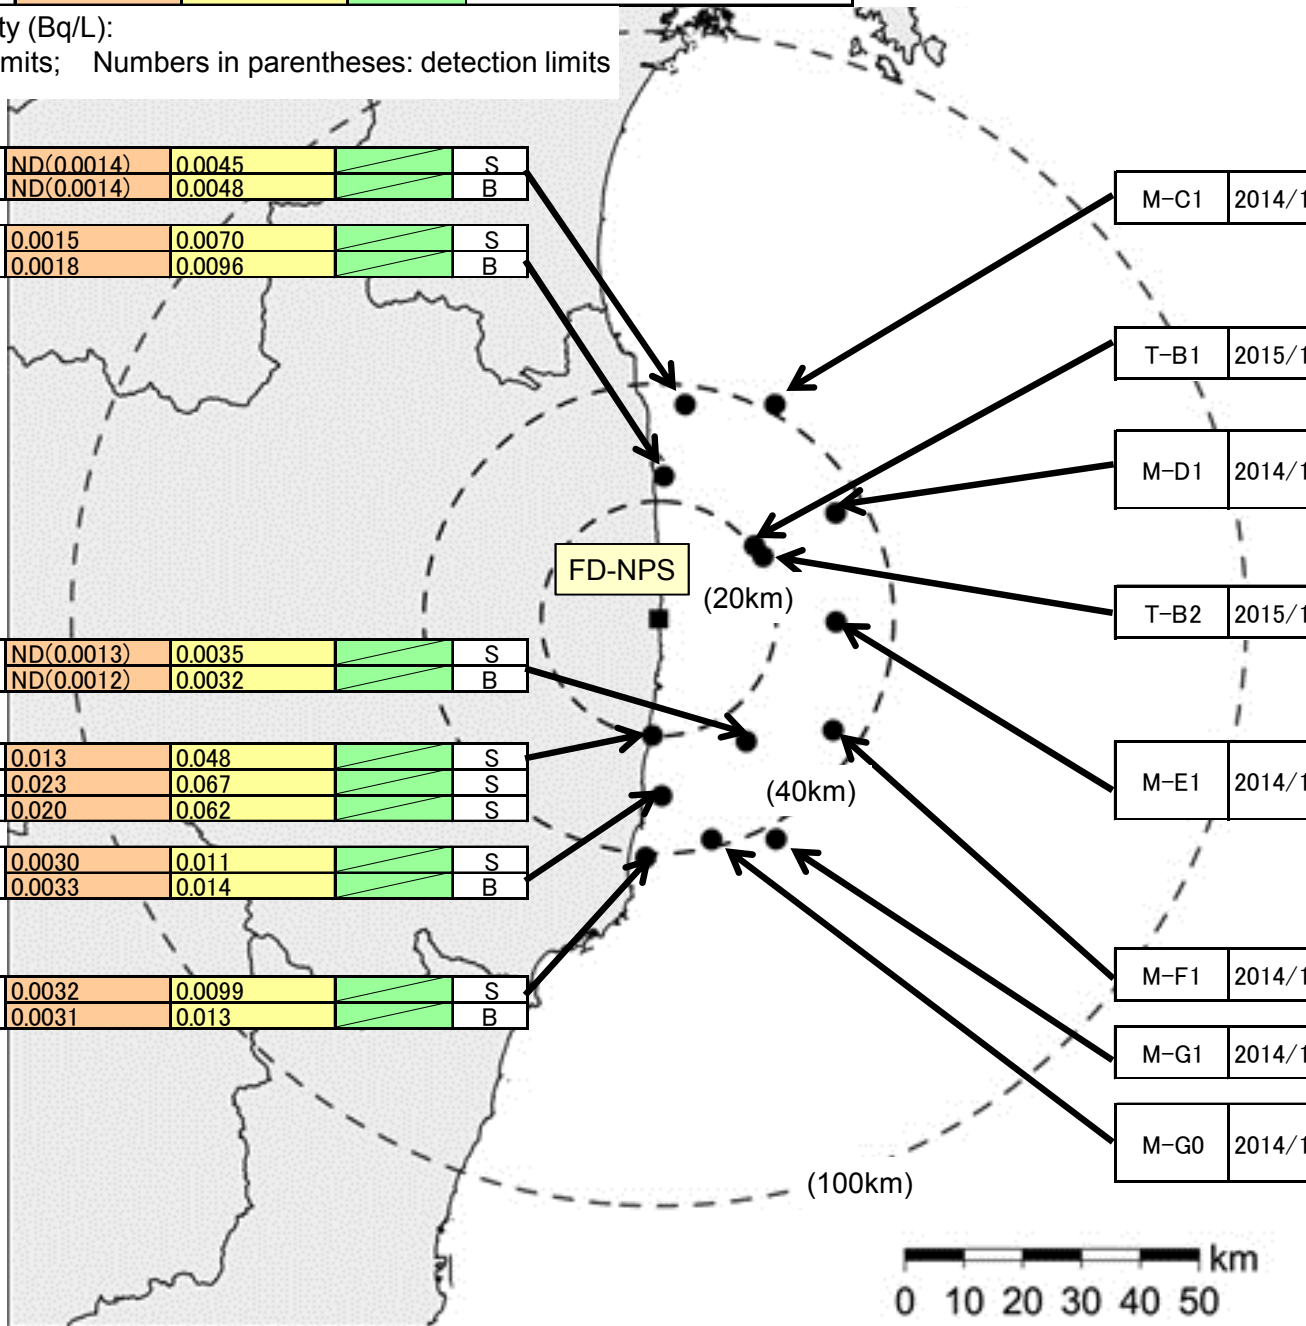 ty (Bq/L):
mits; Numbers in parentheses: detection limits
ND(0.0014) 0.0045 S
ND(0.0014) 0.0048 B
M-C1 2014/1
0.0015 0.0070 S
0.0018 0.0096 B
T-B1 2015/1
M-D1 2014/1
FD-NPS
(20km)
T-B2 2015/1
ND(0.0013) 0.0035 S
ND(0.0012) 0.0032 B
0.013 0.048 S
0.023 0.067 S
0.020 0.062 S
(40km)
M-E1 2014/1
0.0030 0.011 S
0.0033 0.014 B
M-F1 2014/1
0.0032 0.0099 S
0.0031 0.013 B
M-G1 2014/1
M-G0 2014/1
(100km)
km
0 10 20 30 40 50